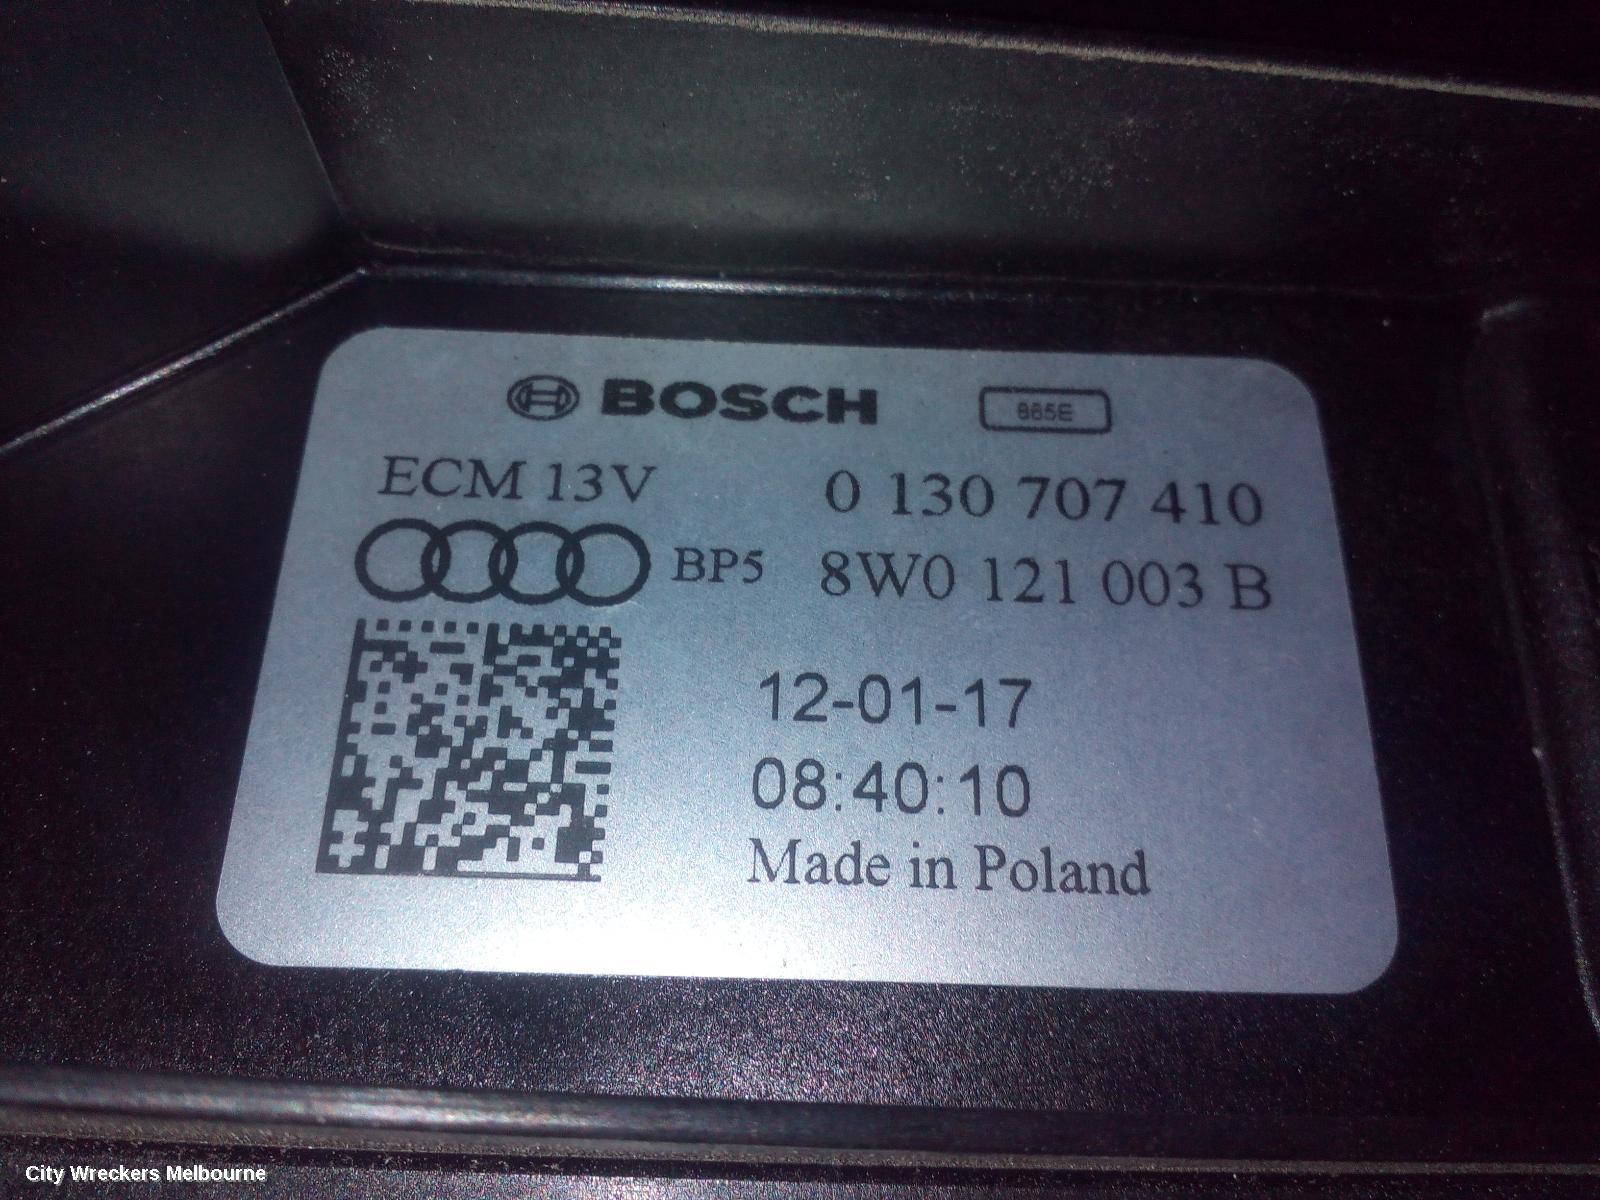 BOSCH 865E
ECM 13V 0 130 707 410
BP5 8W0 121 003 B
12-01-17
08:40:10
Made in Poland
City Wreckers Melbourne